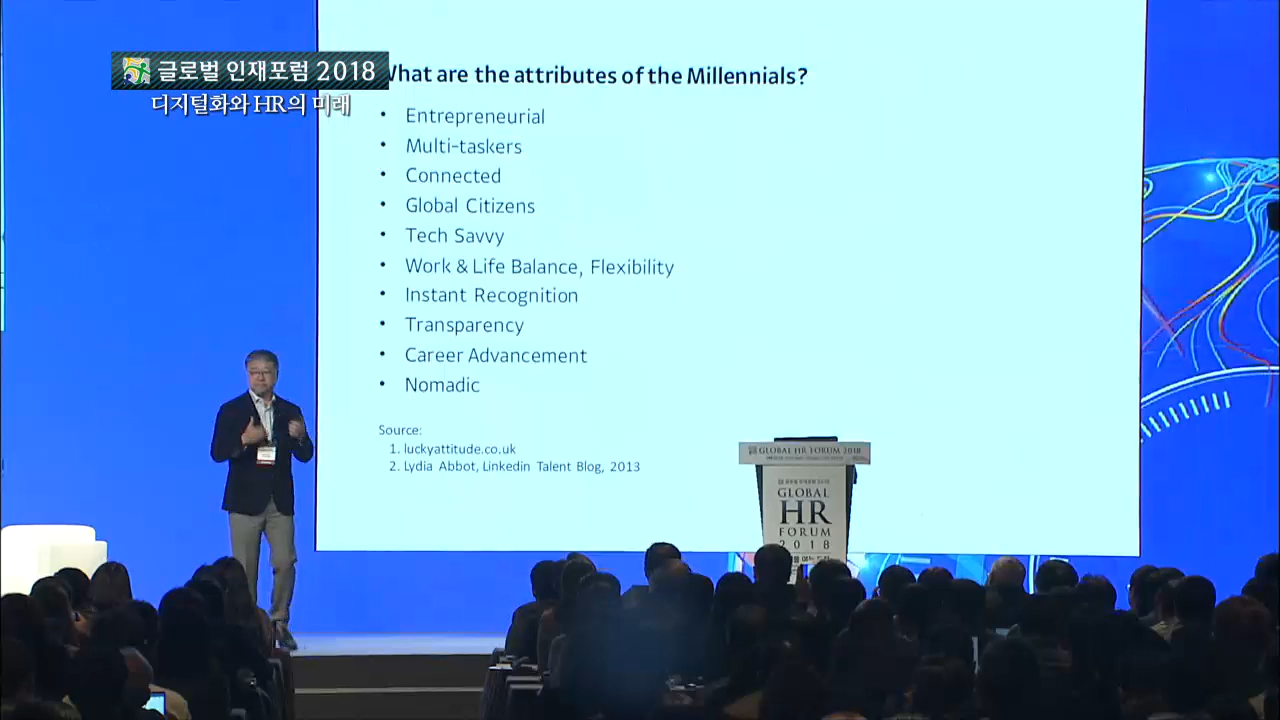 글로벌 인재포럼 2018
디지털화와 HR의 미래
What are the attributes of the Millennials?
• Entrepreneurial
• Multi-taskers
• Connected
• Global Citizens
• Tech Savvy
• Work & Life Balance, Flexibility
• Instant Recognition
• Transparency
• Career Advancement
• Nomadic
Source:
1. luckyattitude.co.uk
2. Lydia Abbot, Linkedin Talent Blog, 2013
GLOBAL HR FORUM 2018
GLOBAL
HR
FORUM
2018